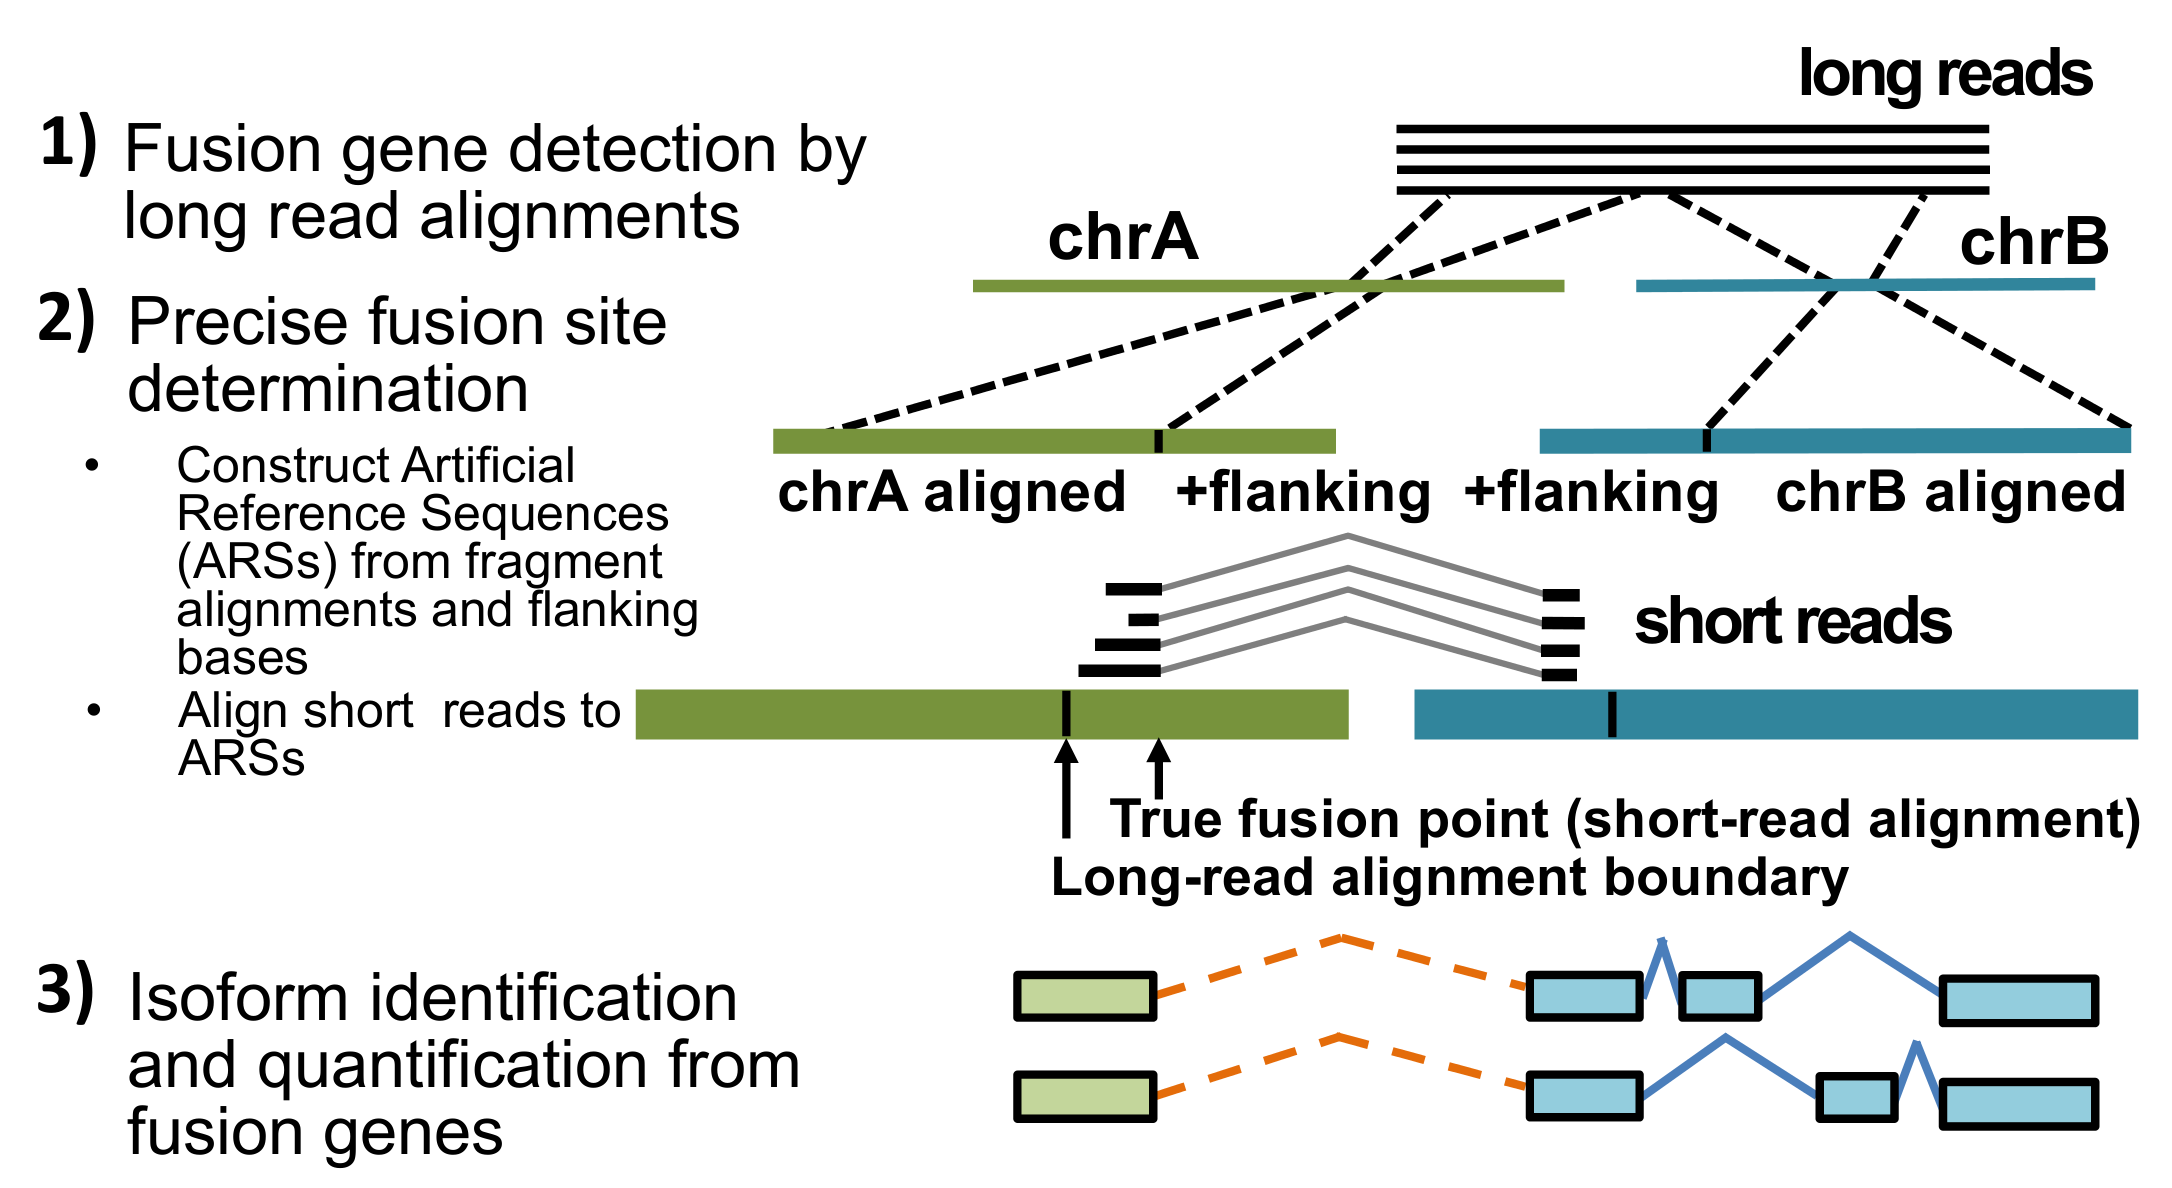 1) Fusion gene detection by
long read alignments
2) Precise fusion site
determination
• Construct Artificial
Reference Sequences
(ARSs) from fragment
alignments and flanking
bases
• Align short reads to
ARSs
3) Isoform identification
and quantification from
fusion genes
long reads
chrA
chrB
chrA aligned +flanking +flanking chrB aligned
short reads
True fusion point (short-read alignment)
Long-read alignment boundary